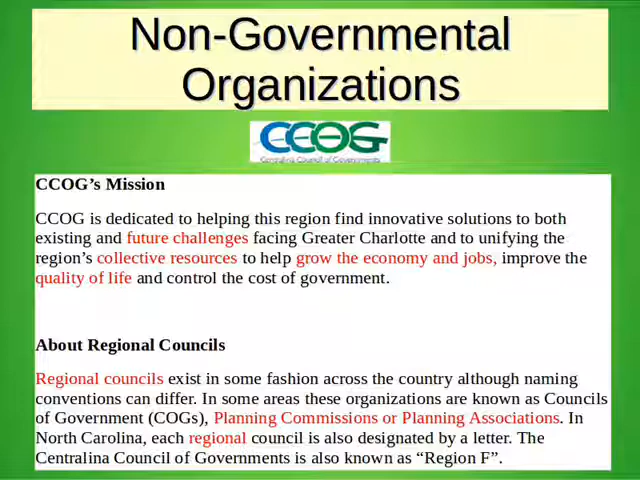 Non-Governmental
Organizations
CCOG
Centralina Council of Governments
CCOG’s Mission
CCOG is dedicated to helping this region find innovative solutions to both
existing and future challenges facing Greater Charlotte and to unifying the
region’s collective resources to help grow the economy and jobs, improve the
quality of life and control the cost of government.
About Regional Councils
Regional councils exist in some fashion across the country although naming
conventions can differ. In some areas these organizations are known as Councils
of Government (COGs), Planning Commissions or Planning Associations. In
North Carolina, each regional council is also designated by a letter. The
Centralina Council of Governments is also known as “Region F”.